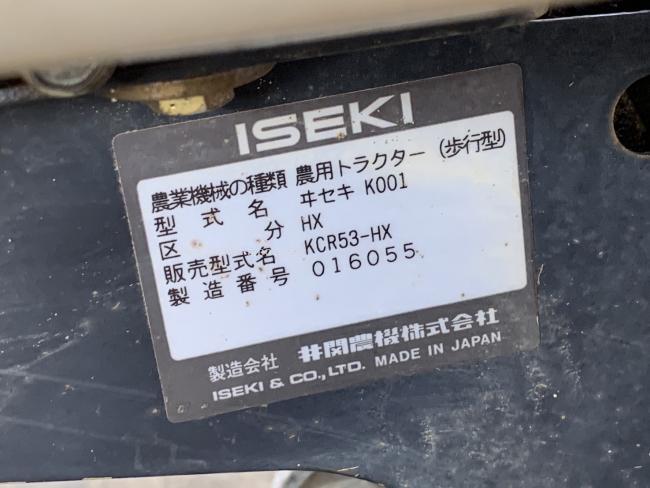 ISEKI
農業機械の種類 農用トラクター (歩行型)
型式名 ヰセキ K001
区分 HX
販売型式名 KCR53-HX
製造番号 016055
製造会社 井関農機株式会社
ISEKI & CO., LTD. MADE IN JAPAN